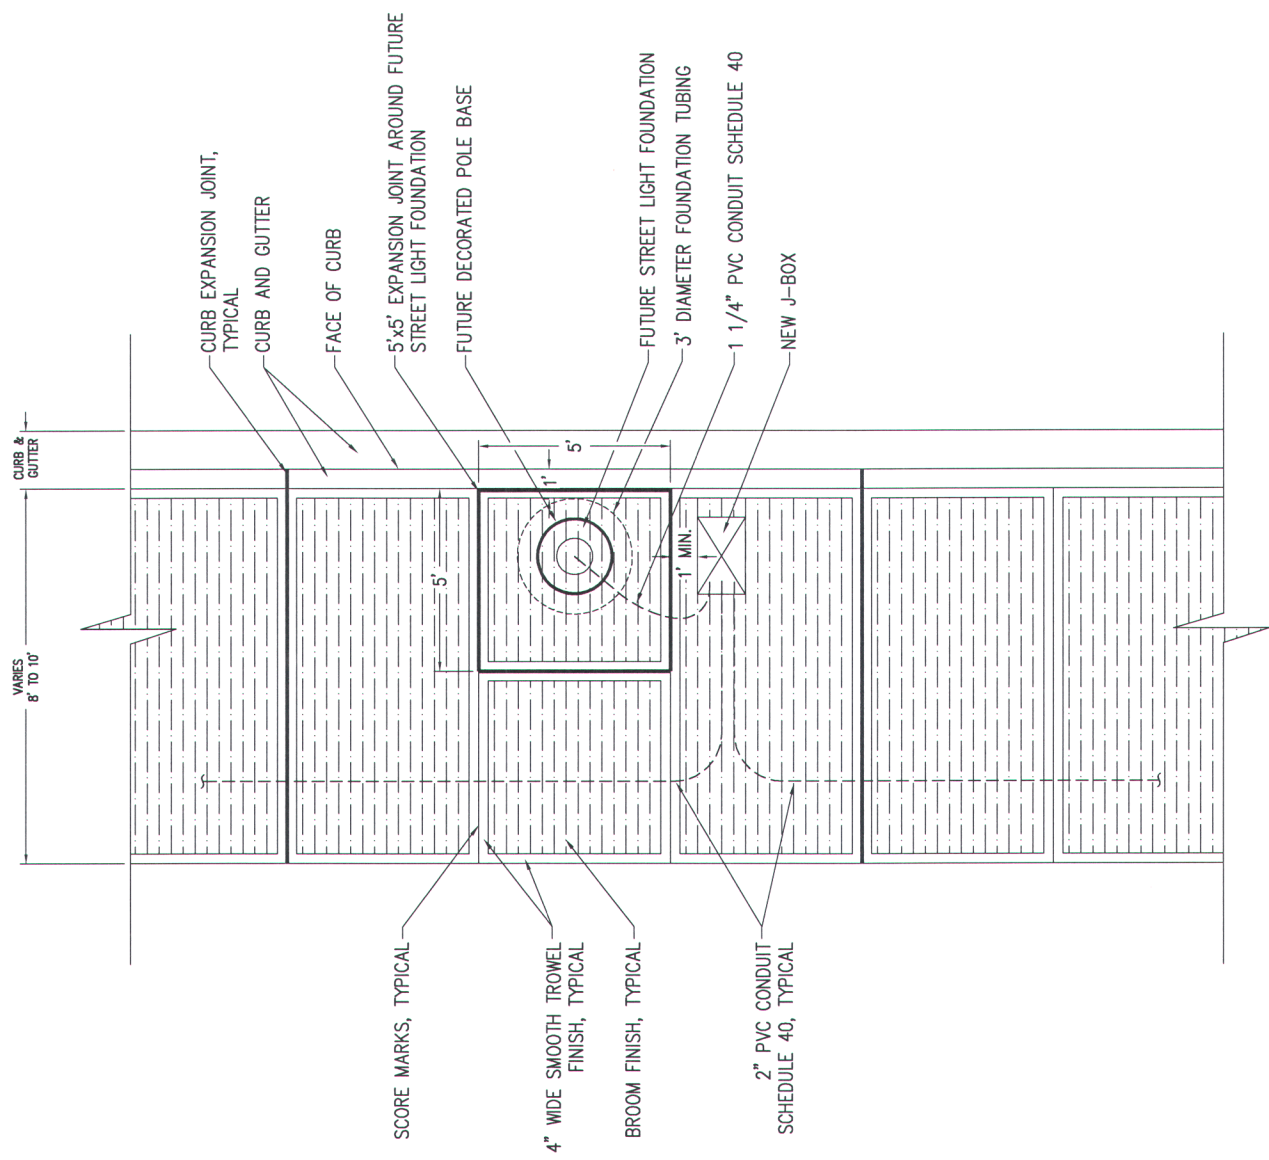 CURB &
GUTTER
VARIES
8' TO 10'
CURB EXPANSION JOINT,
TYPICAL
CURB AND GUTTER
FACE OF CURB
5'x5' EXPANSION JOINT AROUND FUTURE
STREET LIGHT FOUNDATION
FUTURE DECORATED POLE BASE
FUTURE STREET LIGHT FOUNDATION
3' DIAMETER FOUNDATION TUBING
1 1/4" PVC CONDUIT SCHEDULE 40
NEW J-BOX
5'
1'
5'
1' MIN.
SCORE MARKS, TYPICAL
4" WIDE SMOOTH TROWEL
FINISH, TYPICAL
BROOM FINISH, TYPICAL
2" PVC CONDUIT
SCHEDULE 40, TYPICAL